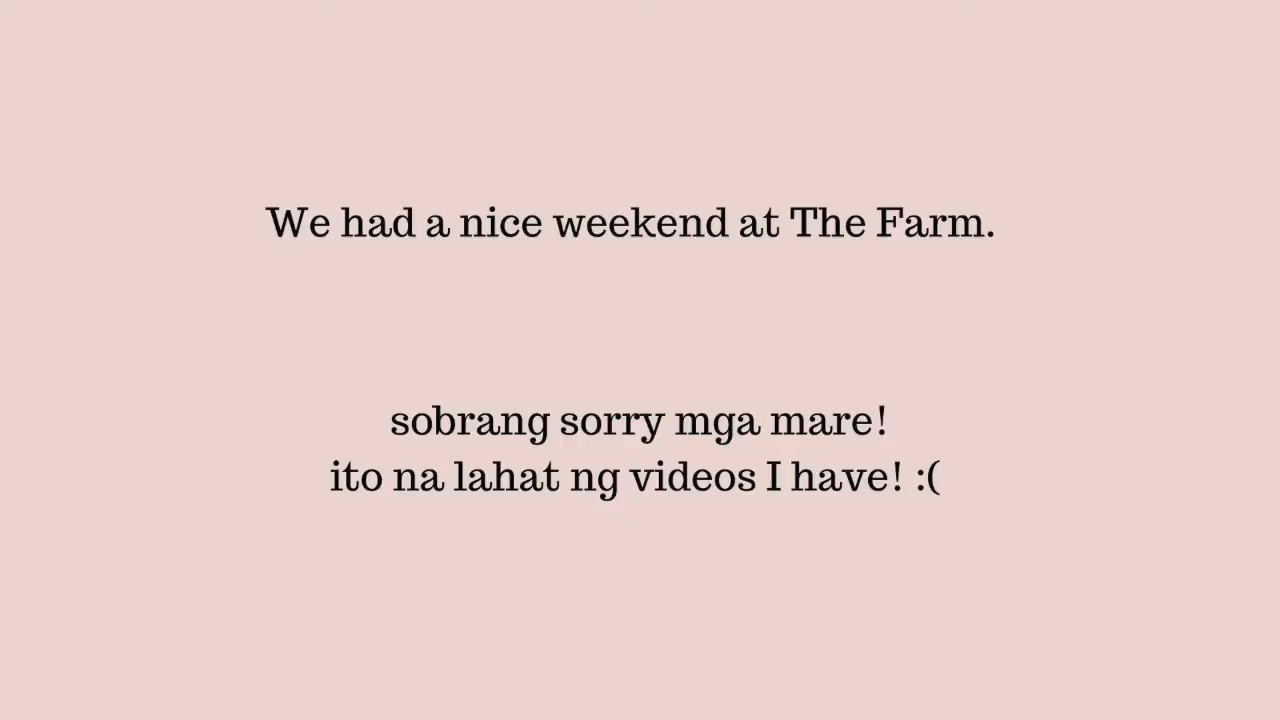 We had a nice weekend at The Farm.
sobrang sorry mga mare!
ito na lahat ng videos I have! :(